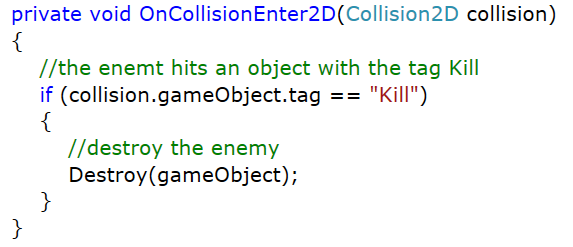 private void OnCollisionEnter2D(Collision2D collision)
{
//the enemt hits an object with the tag Kill
if (collision.gameObject.tag == "Kill")
{
//destroy the enemy
Destroy(gameObject);
}
}